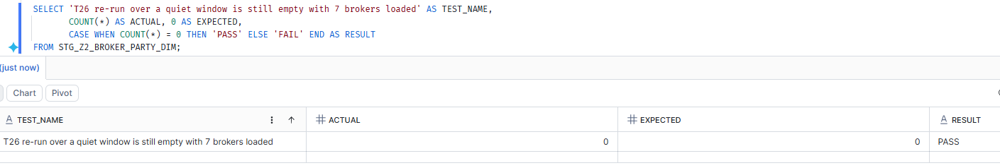 SELECT 'T26 re-run over a quiet window is still empty with 7 brokers loaded' AS TEST_NAME,
COUNT(*) AS ACTUAL, 0 AS EXPECTED,
CASE WHEN COUNT(*) = 0 THEN 'PASS' ELSE 'FAIL' END AS RESULT
FROM STG_Z2_BROKER_PARTY_DIM;
(just now)
Chart Pivot
A TEST_NAME # ACTUAL # EXPECTED A RESULT
T26 re-run over a quiet window is still empty with 7 brokers loaded 0 0 PASS